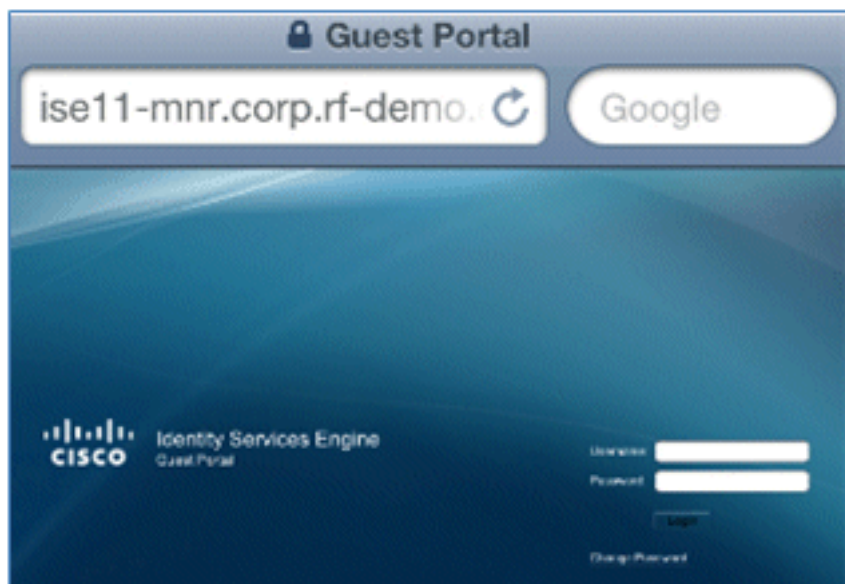 Guest Portal
ise11-mnr.corp.rf-demo.
Google
CISCO
Identity Services Engine
Guest Portal
Username
Password
Login
Change Password